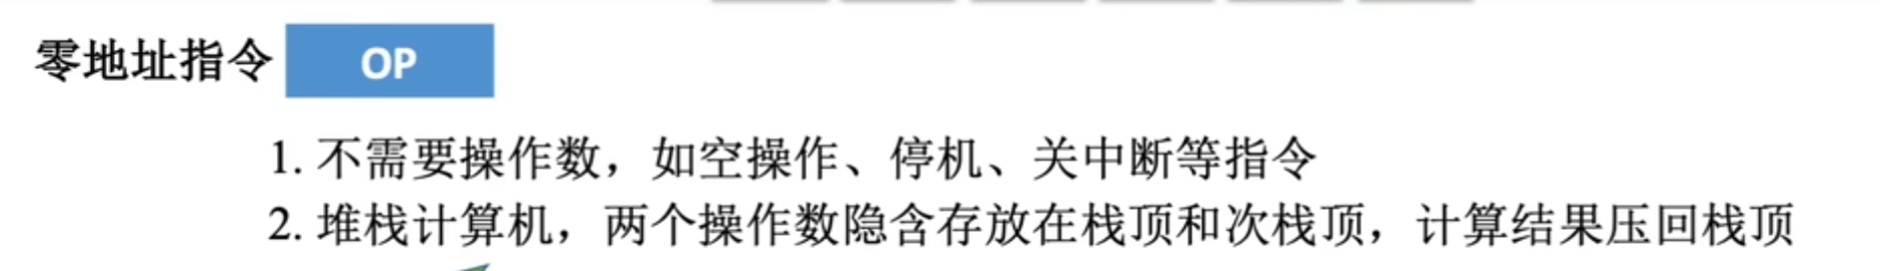 零地址指令 OP
1. 不需要操作数，如空操作、停机、关中断等指令
2. 堆栈计算机，两个操作数隐含存放在栈顶和次栈顶，计算结果压回栈顶